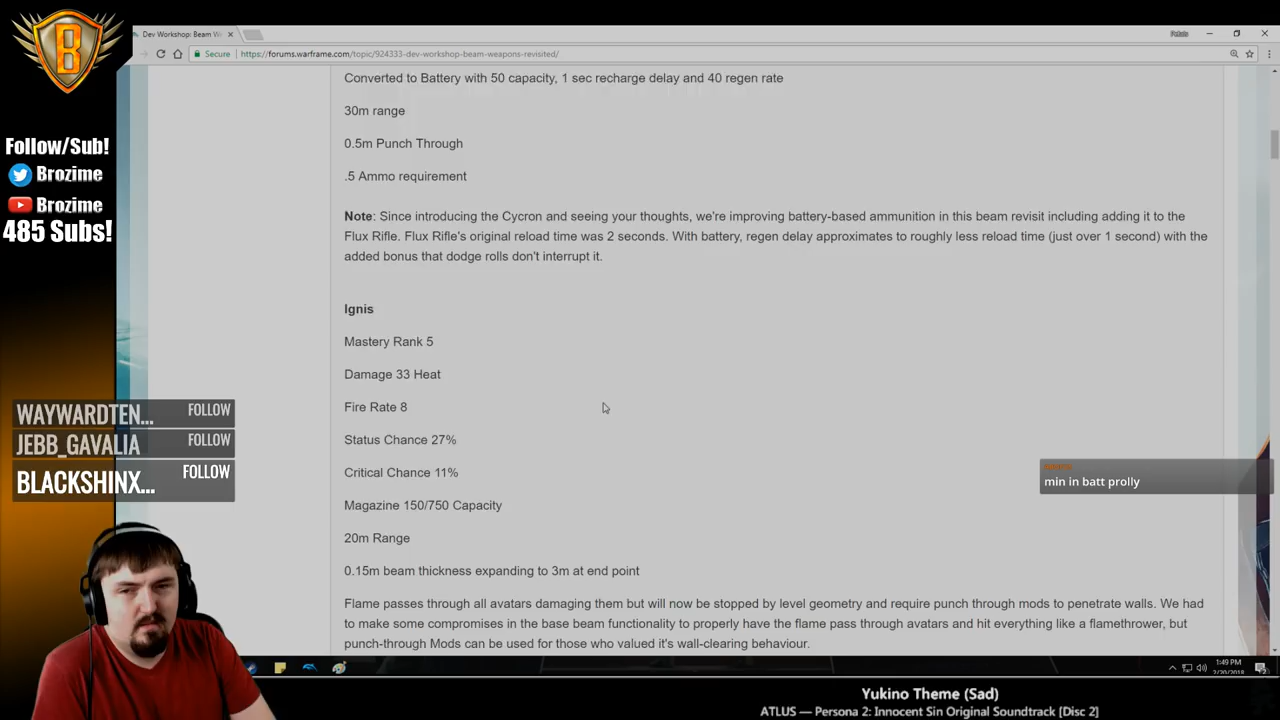 Dev Workshop: Beam W
Secure
https://forums.warframe.com/topic/924333-dev-workshop-beam-weapons-revisited/
Converted to Battery with 50 capacity, 1 sec recharge delay and 40 regen rate
30m range
0.5m Punch Through
.5 Ammo requirement
Note: Since introducing the Cycron and seeing your thoughts, we're improving battery-based ammunition in this beam revisit including adding it to the
Flux Rifle. Flux Rifle's original reload time was 2 seconds. With battery, regen delay approximates to roughly less reload time (just over 1 second) with the
added bonus that dodge rolls don't interrupt it.
Ignis
Mastery Rank 5
Damage 33 Heat
Fire Rate 8
Status Chance 27%
Critical Chance 11%
Magazine 150/750 Capacity
20m Range
0.15m beam thickness expanding to 3m at end point
Flame passes through all avatars damaging them but will now be stopped by level geometry and require punch through mods to penetrate walls. We had
to make some compromises in the base beam functionality to properly have the flame pass through avatars and hit everything like a flamethrower, but
punch-through Mods can be used for those who valued it's wall-clearing behaviour.
B
Follow/Sub!
Brozime
Brozime
485 Subs!
WAYWARDTEN... FOLLOW
JEBB_GAVALIA FOLLOW
BLACKSHINX... FOLLOW
min in batt prolly
1:49 PM
2/20/2018
Yukino Theme (Sad)
ATLUS — Persona 2: Innocent Sin Original Soundtrack [Disc 2]